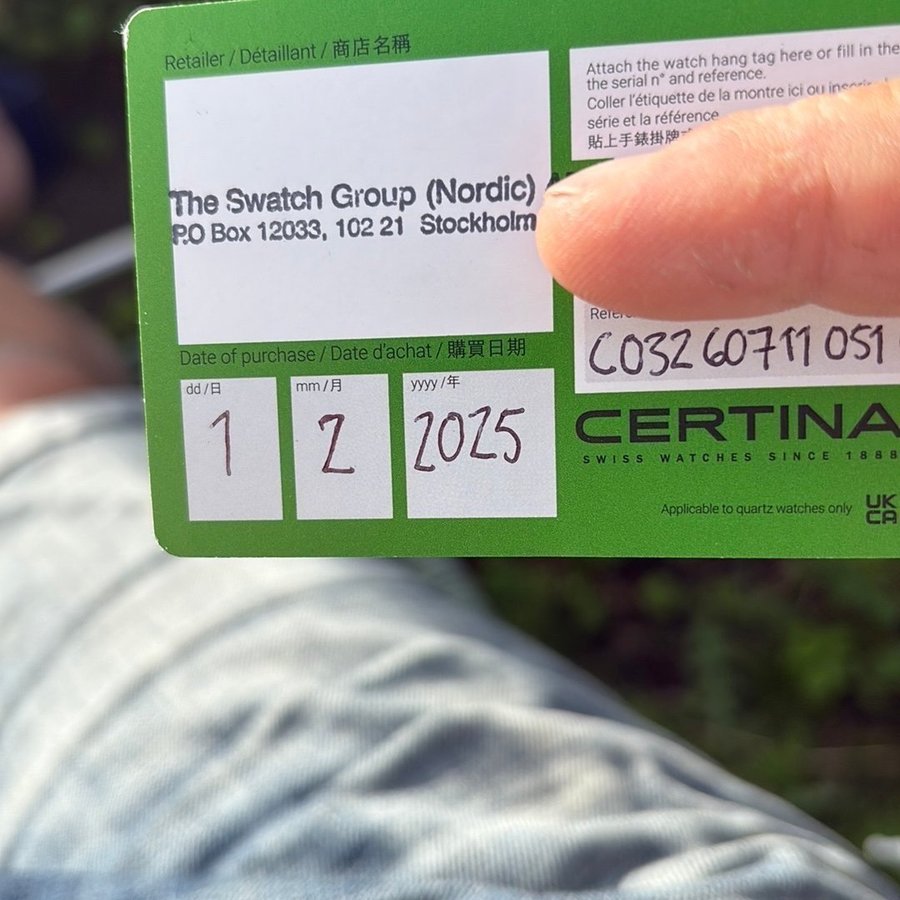 Retailer / Détaillant / 商店名稱
The Swatch Group (Nordic)
P.O Box 12033, 102 21 Stockholm
Date of purchase / Date d'achat / 購買日期
dd /日
mm /月
yyyy /年
1
2
2025
Attach the watch hang tag here or fill in the
the serial n° and reference.
Coller l'étiquette de la montre ici ou
série et la référence
貼上手錶掛牌
C032 607 11 051
CERTINA
SWISS WATCHES SINCE 1888
Applicable to quartz watches only
UK
CA